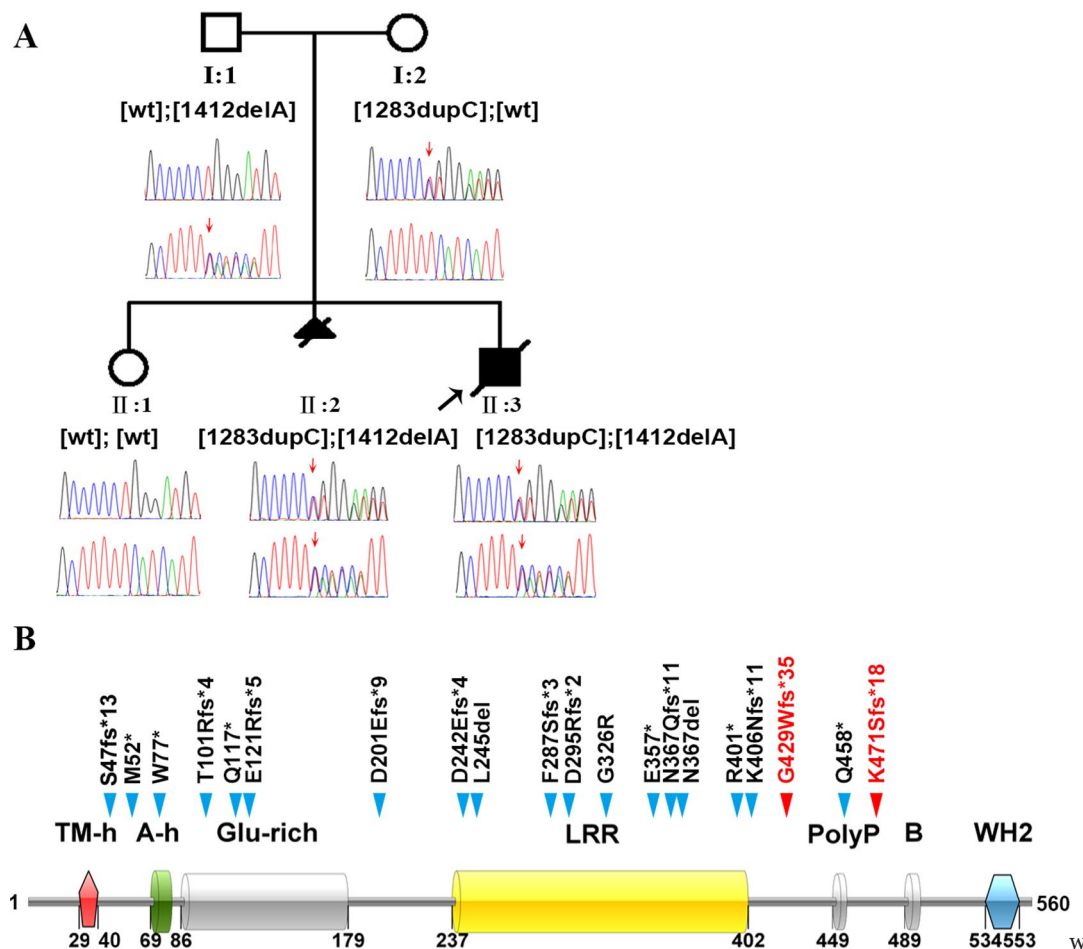 A
I:1
I:2
[wt];[1412delA]
[1283dupC];[wt]
II:1
II:2
II:3
[wt]; [wt]
[1283dupC];[1412delA]
[1283dupC];[1412delA]
B
S47fs*13
M52*
W77*
T101Rfs*4
Q117*
E121Rfs*5
D201Efs*9
D242Efs*4
L245del
F287Sfs*3
D295Rfs*2
G326R
E357*
N367Qfs*11
N367del
R401*
K406Nfs*11
G429Wfs*35
Q458*
K471Sfs*18
TM-h
A-h
Glu-rich
LRR
PolyP
B
WH2
1
560
29
40
69
86
179
237
402
449
489
534553
w